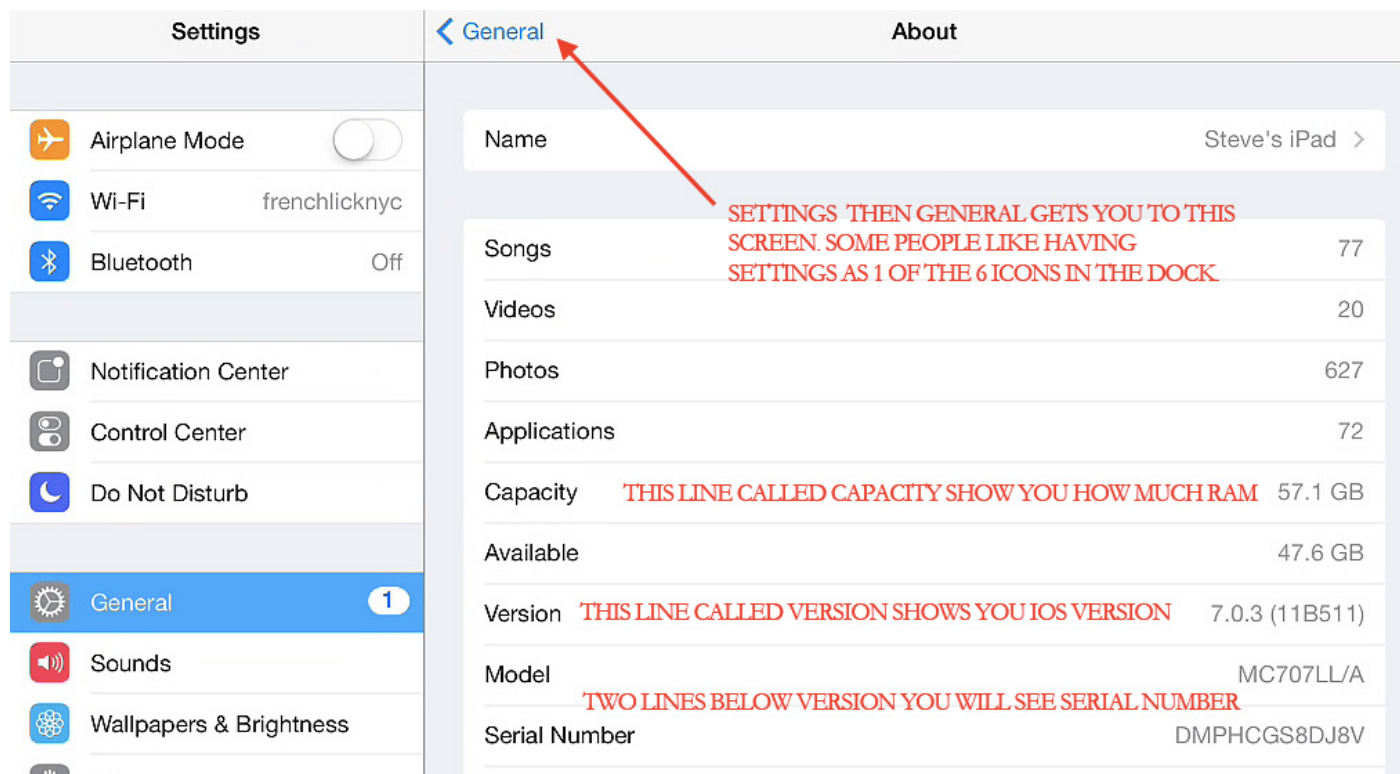 Settings
General
About
Airplane Mode
Wi-Fi frenchlicknyc
Bluetooth Off
Notification Center
Control Center
Do Not Disturb
General 1
Sounds
Wallpapers & Brightness
Name Steve's iPad
SETTINGS THEN GENERAL GETS YOU TO THIS
SCREEN. SOME PEOPLE LIKE HAVING
SETTINGS AS 1 OF THE 6 ICONS IN THE DOCK.
Songs 77
Videos 20
Photos 627
Applications 72
Capacity THIS LINE CALLED CAPACITY SHOW YOU HOW MUCH RAM 57.1 GB
Available 47.6 GB
Version THIS LINE CALLED VERSION SHOWS YOU IOS VERSION 7.0.3 (11B511)
Model MC707LL/A
TWO LINES BELOW VERSION YOU WILL SEE SERIAL NUMBER
Serial Number DMPHCGS8DJ8V